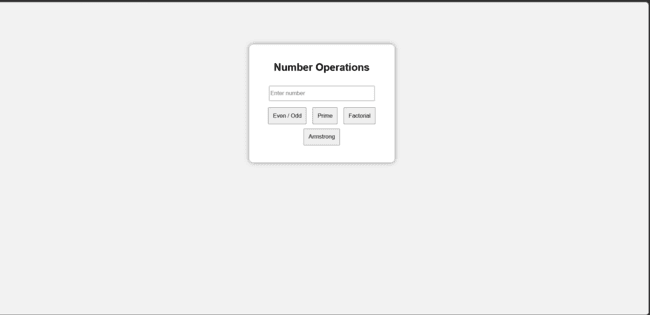 Number Operations
Enter number
Even / Odd Prime Factorial
Armstrong